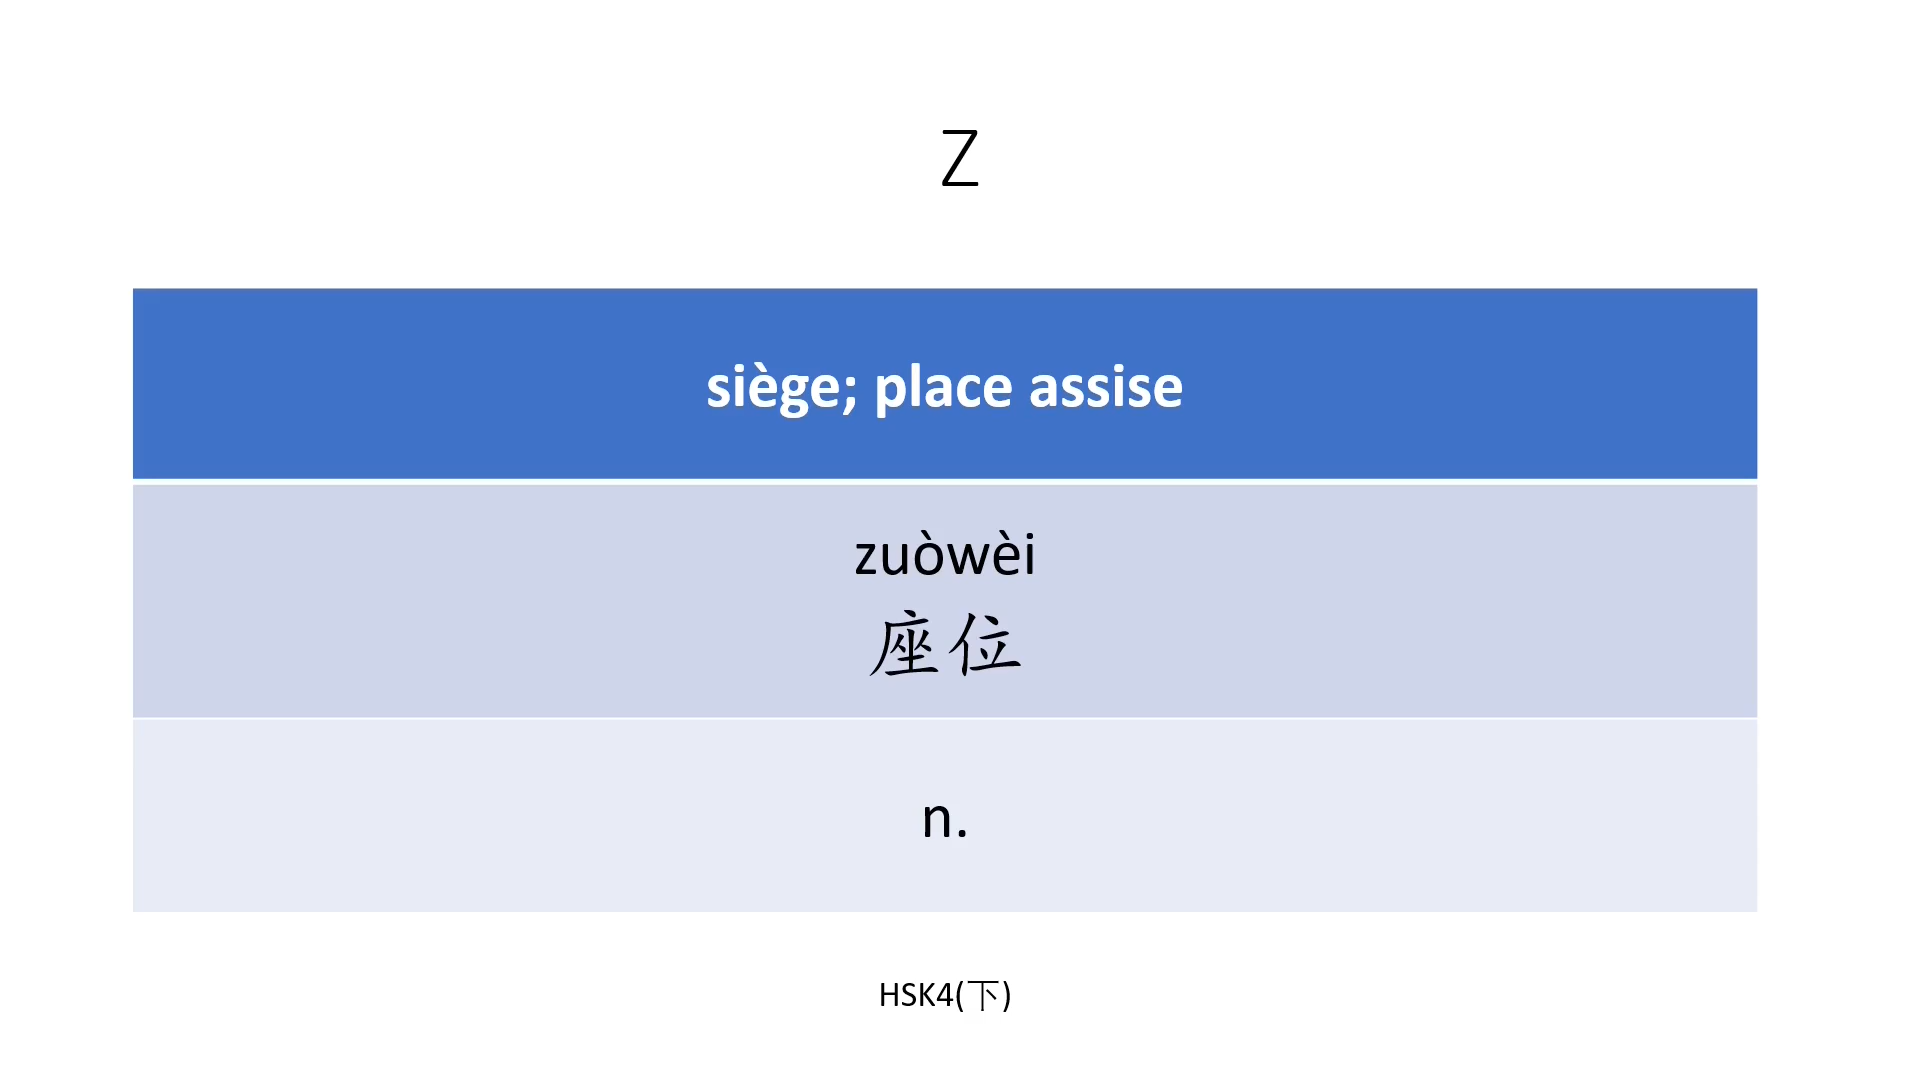 Z
siège; place assise
zuòwèi
座位
n.
HSK4(下)